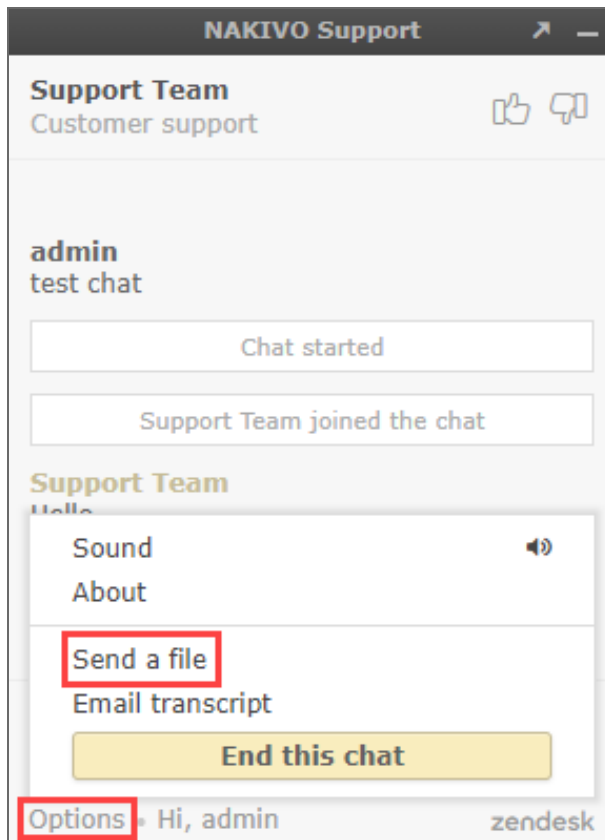 NAKIVO Support
Support Team
Customer support
admin
test chat
Chat started
Support Team joined the chat
Support Team
Hello
Sound
About
Send a file
Email transcript
End this chat
Options • Hi, admin
zendesk